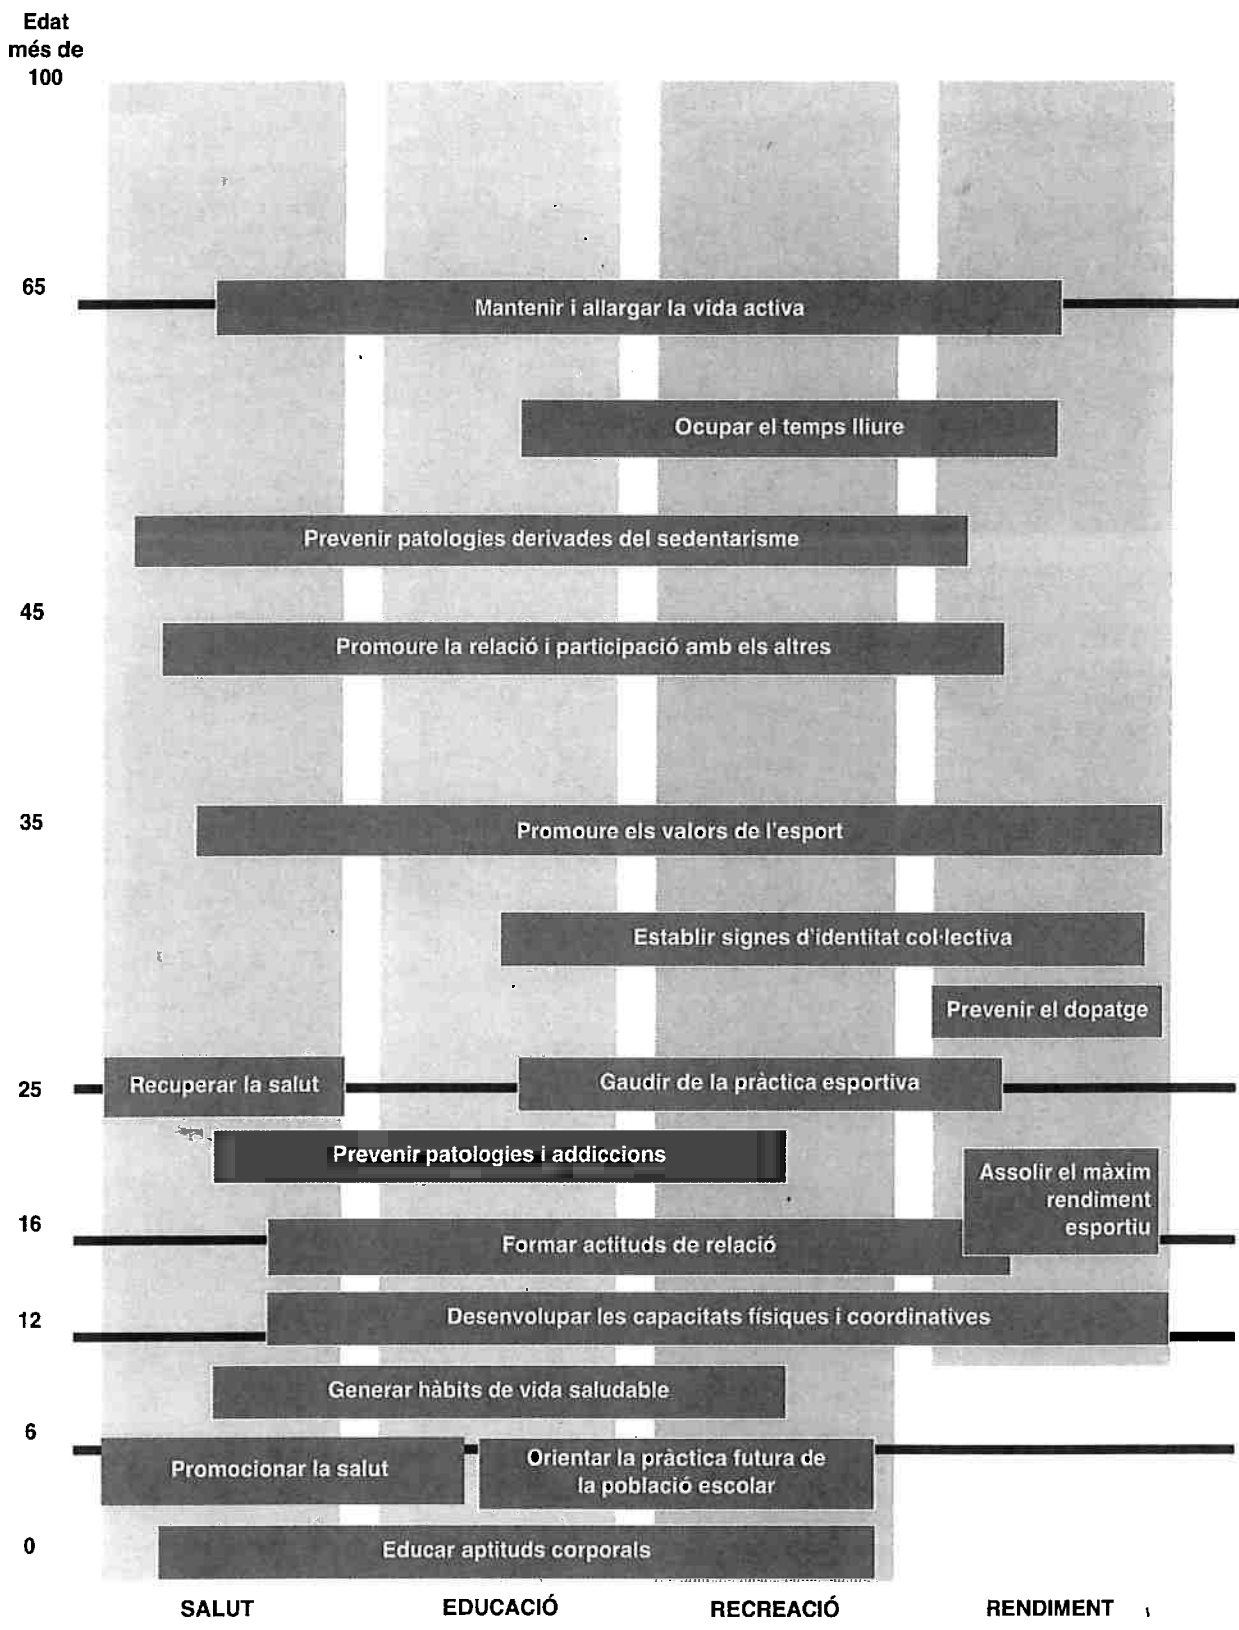 Edat
més de
100
65
Mantenir i allargar la vida activa
Ocupar el temps lliure
Prevenir patologies derivades del sedentarisme
45
Promoure la relació i participació amb els altres
35
Promoure els valors de l'esport
Establir signes d'identitat col·lectiva
Prevenir el dopatge
25
Recuperar la salut
Gaudir de la pràctica esportiva
Prevenir patologies i addiccions
Assolir el màxim
rendiment
esportiu
16
Formar actituds de relació
12
Desenvolupar les capacitats físiques i coordinatives
Generar hàbits de vida saludable
6
Promocionar la salut
Orientar la pràctica futura de
la població escolar
0
Educar aptituds corporals
SALUT
EDUCACIÓ
RECREACIÓ
RENDIMENT